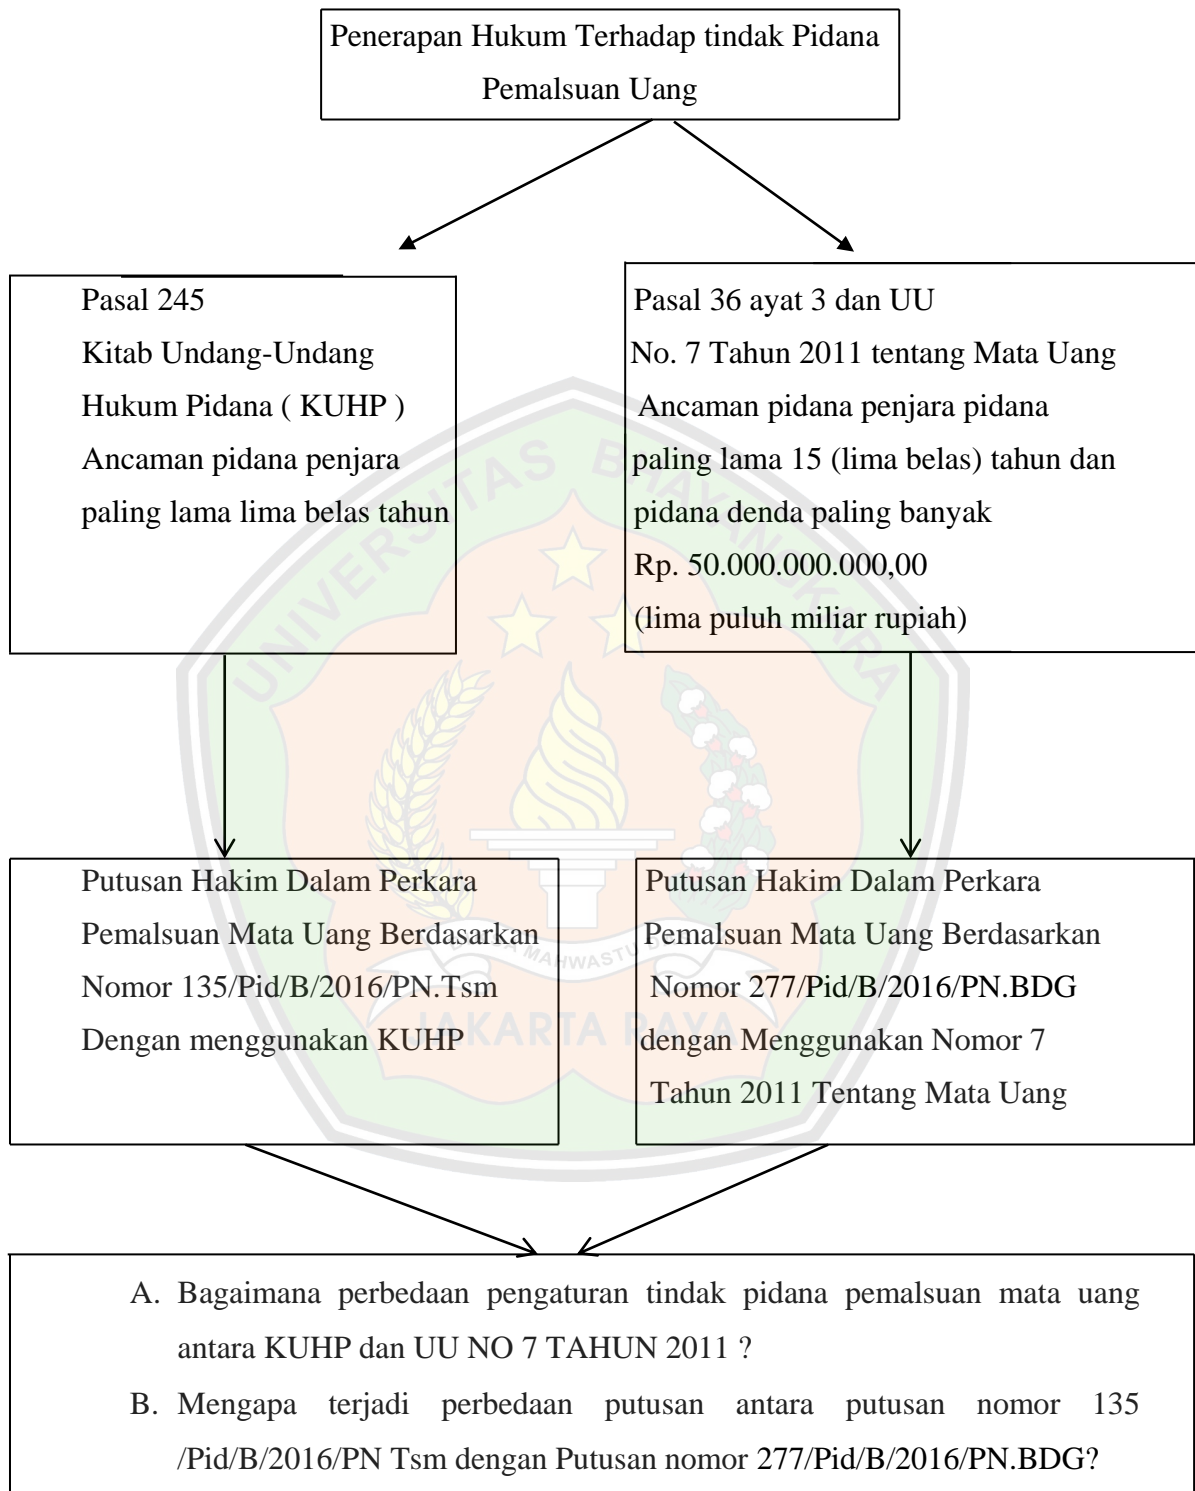 Penerapan Hukum Terhadap tindak Pidana
Pemalsuan Uang
Pasal 245
Kitab Undang-Undang
Hukum Pidana ( KUHP )
Ancaman pidana penjara
paling lama lima belas tahun
Pasal 36 ayat 3 dan UU
No. 7 Tahun 2011 tentang Mata Uang
Ancaman pidana penjara pidana
paling lama 15 (lima belas) tahun dan
pidana denda paling banyak
Rp. 50.000.000.000,00
(lima puluh miliar rupiah)
UNIVERSITAS BHAYANGKARA
Putusan Hakim Dalam Perkara
Pemalsuan Mata Uang Berdasarkan
Nomor 135/Pid/B/2016/PN.Tsm
Dengan menggunakan KUHP
Putusan Hakim Dalam Perkara
Pemalsuan Mata Uang Berdasarkan
Nomor 277/Pid/B/2016/PN.BDG
dengan Menggunakan Nomor 7
Tahun 2011 Tentang Mata Uang
MAHWASTU
JAKARTA RAYA
A. Bagaimana perbedaan pengaturan tindak pidana pemalsuan mata uang
antara KUHP dan UU NO 7 TAHUN 2011 ?
B. Mengapa terjadi perbedaan putusan antara putusan nomor 135
/Pid/B/2016/PN Tsm dengan Putusan nomor 277/Pid/B/2016/PN.BDG?